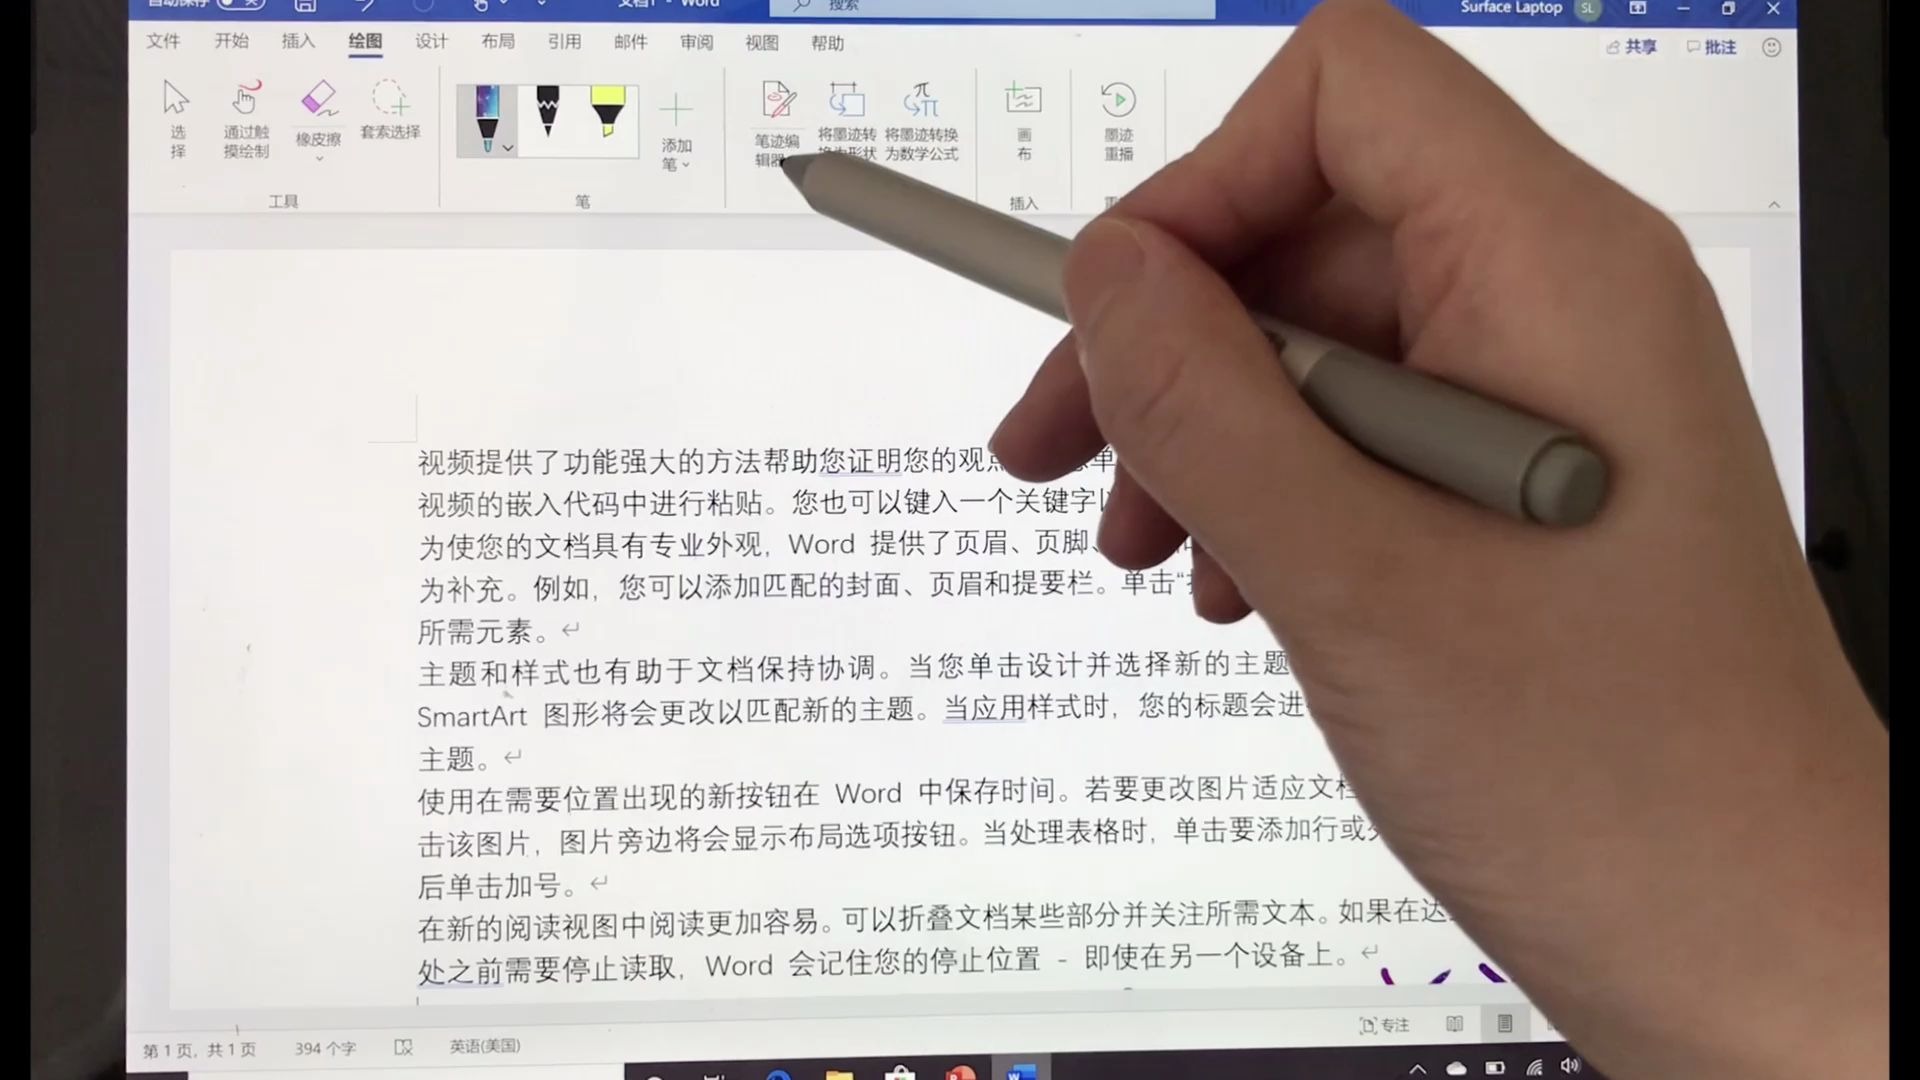 自动保存 关 文档1 - Word 搜索 Surface Laptop SL
文件 开始 插入 绘图 设计 布局 引用 邮件 审阅 视图 帮助 共享 批注
选择
通过触摸绘制
橡皮擦
套索选择
添加笔
笔迹编辑器
将墨迹转换为形状
将墨迹转换为数学公式
画布
墨迹重播
工具 笔 插入
视频提供了功能强大的方法帮助您证明您的观点
视频的嵌入代码中进行粘贴。您也可以键入一个关键字以
为使您的文档具有专业外观，Word 提供了页眉、页脚、
为补充。例如，您可以添加匹配的封面、页眉和提要栏。单击“
所需元素。
主题和样式也有助于文档保持协调。当您单击设计并选择新的主题
SmartArt 图形将会更改以匹配新的主题。当应用样式时，您的标题会进
主题。
使用在需要位置出现的新按钮在 Word 中保存时间。若要更改图片适应文档
击该图片，图片旁边将会显示布局选项按钮。当处理表格时，单击要添加行或
后单击加号。
在新的阅读视图中阅读更加容易。可以折叠文档某些部分并关注所需文本。如果在达
处之前需要停止读取，Word 会记住您的停止位置 - 即使在另一个设备上。
第1页，共1页 394 个字 英语(美国) 专注